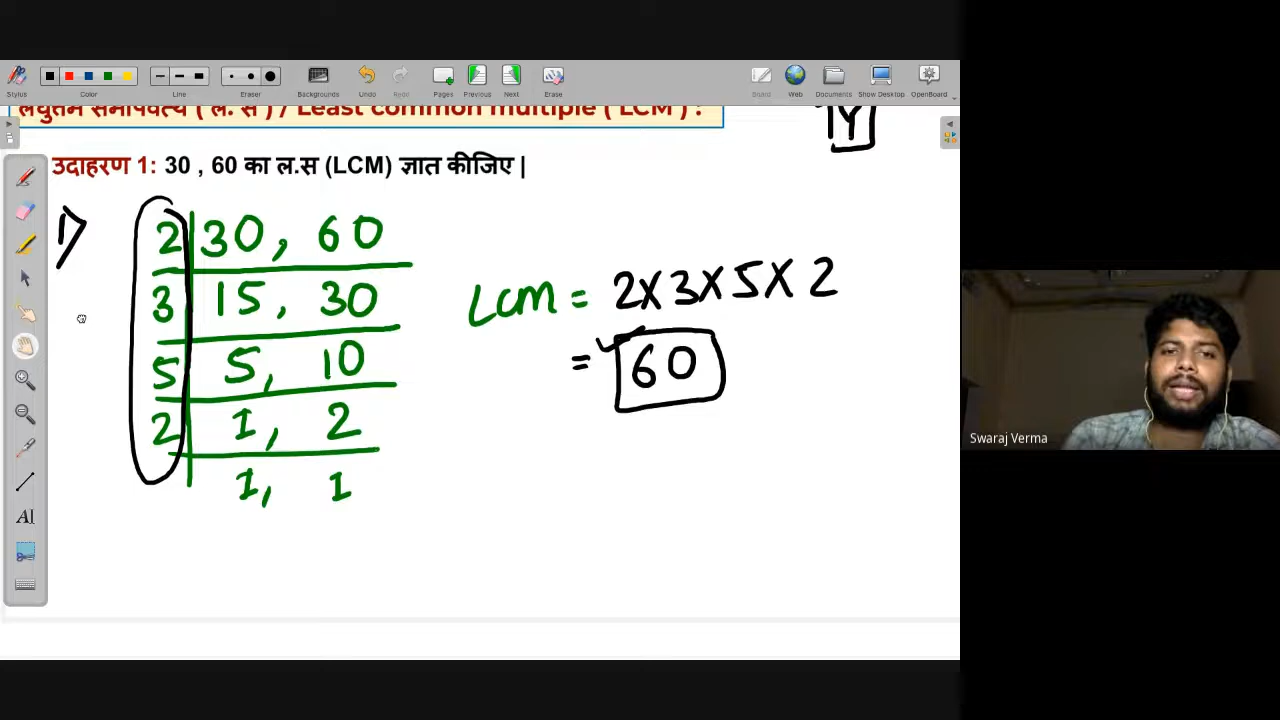 Stylus
Color
Line
Eraser
Backgrounds
Undo
Redo
Pages
Previous
Next
Erase
Board
Web
Documents
Show Desktop
OpenBoard
लघुतम समापवर्त्य ( ल. स ) / Least common multiple ( LCM ) :
Y
उदाहरण 1: 30 , 60 का ल.स (LCM) ज्ञात कीजिए |
1)
2 30, 60
3 15, 30
5 5, 10
2 1, 2
1, 1
LCM = 2 X 3 X 5 X 2
= 60
Swaraj Verma